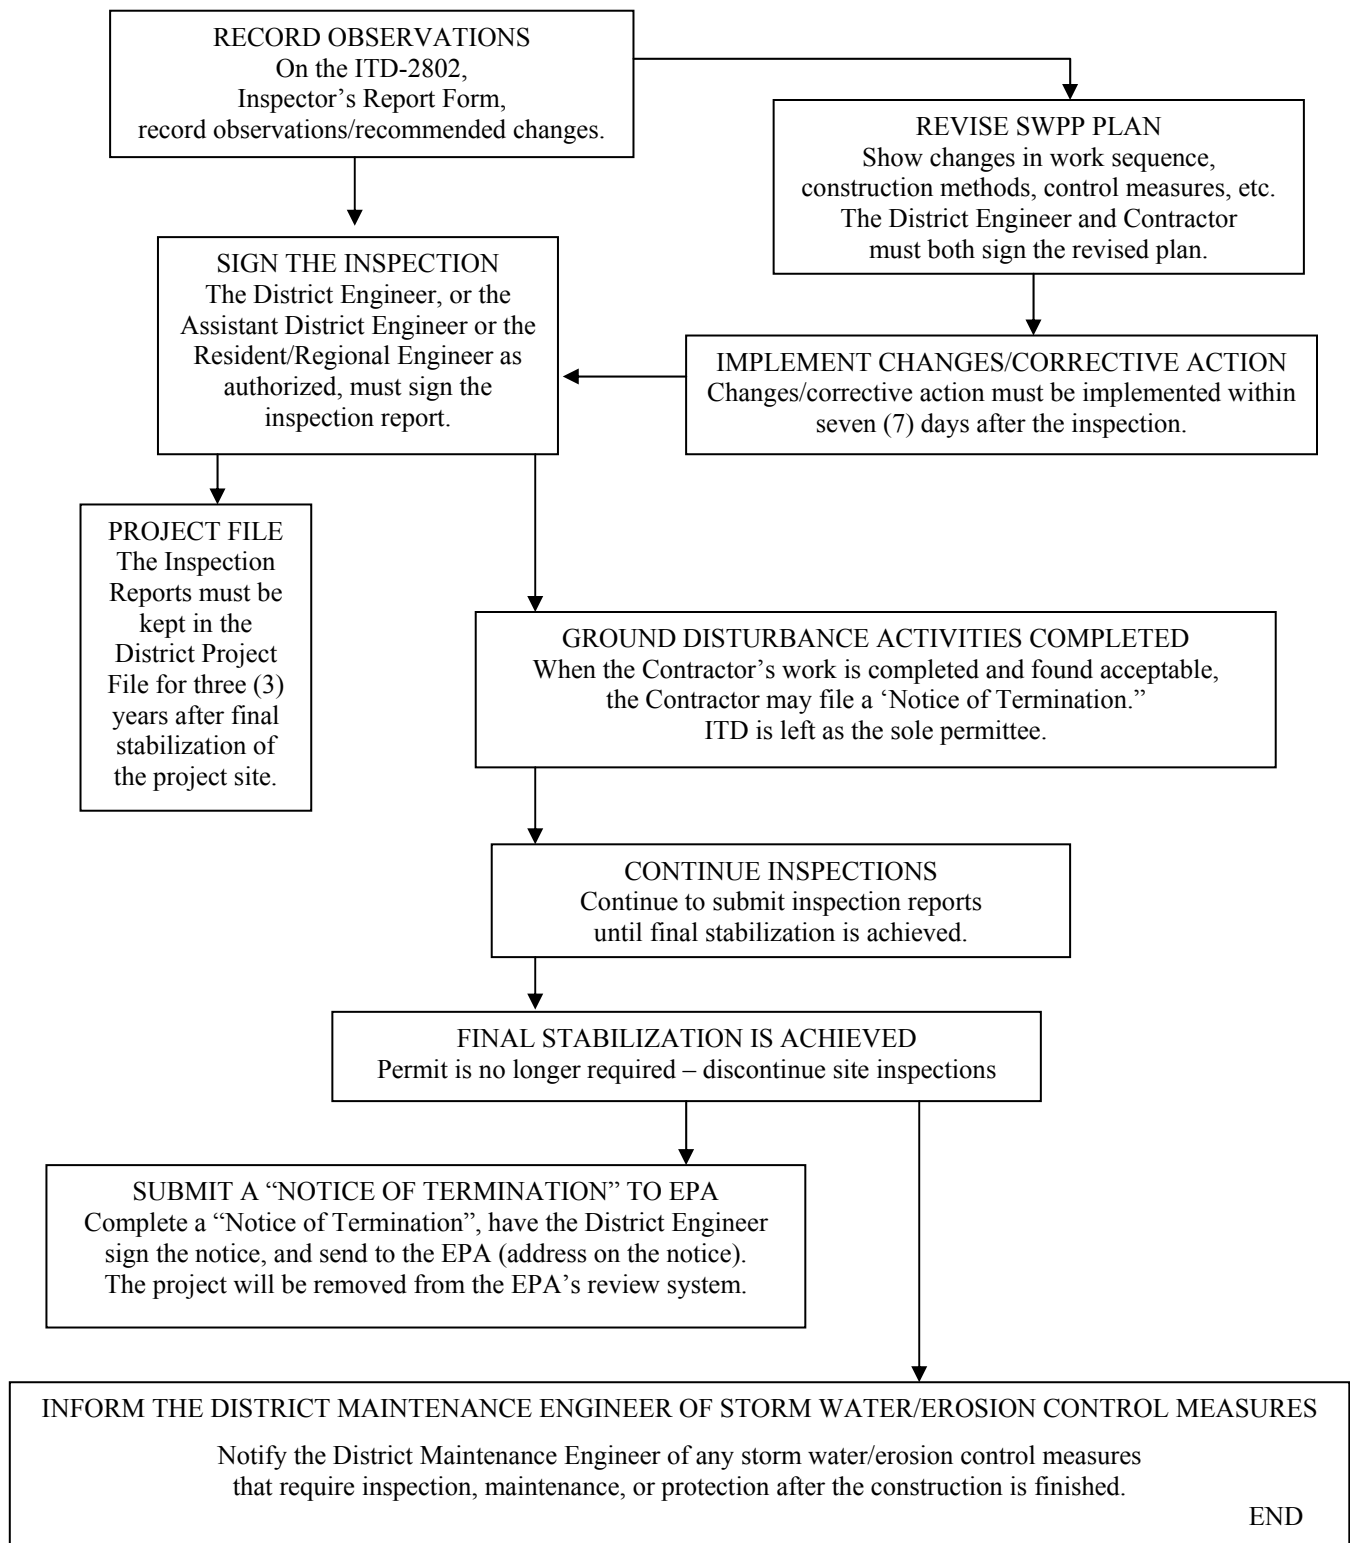 RECORD OBSERVATIONS
On the ITD-2802,
Inspector’s Report Form,
record observations/recommended changes.
REVISE SWPP PLAN
Show changes in work sequence,
construction methods, control measures, etc.
The District Engineer and Contractor
must both sign the revised plan.
SIGN THE INSPECTION
The District Engineer, or the
Assistant District Engineer or the
Resident/Regional Engineer as
authorized, must sign the
inspection report.
IMPLEMENT CHANGES/CORRECTIVE ACTION
Changes/corrective action must be implemented within
seven (7) days after the inspection.
PROJECT FILE
The Inspection
Reports must be
kept in the
District Project
File for three (3)
years after final
stabilization of
the project site.
GROUND DISTURBANCE ACTIVITIES COMPLETED
When the Contractor’s work is completed and found acceptable,
the Contractor may file a ‘Notice of Termination.”
ITD is left as the sole permittee.
CONTINUE INSPECTIONS
Continue to submit inspection reports
until final stabilization is achieved.
FINAL STABILIZATION IS ACHIEVED
Permit is no longer required – discontinue site inspections
SUBMIT A “NOTICE OF TERMINATION” TO EPA
Complete a “Notice of Termination”, have the District Engineer
sign the notice, and send to the EPA (address on the notice).
The project will be removed from the EPA’s review system.
INFORM THE DISTRICT MAINTENANCE ENGINEER OF STORM WATER/EROSION CONTROL MEASURES
Notify the District Maintenance Engineer of any storm water/erosion control measures
that require inspection, maintenance, or protection after the construction is finished.
END